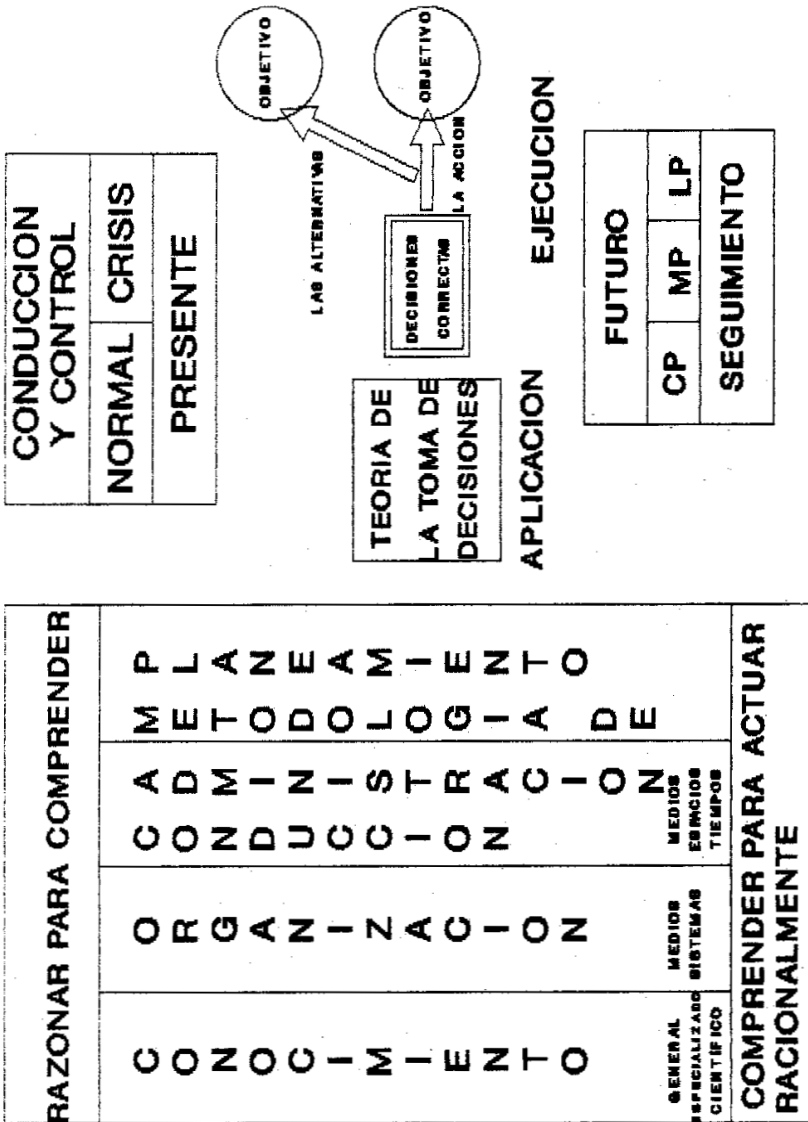 RAZONAR PARA COMPRENDER
CONOCIMIENTO
GENERAL
ESPECIALIZADO
CIENTIFICO
ORGANIZACION
MEDIOS
SISTEMAS
CONDUCCION
ADMINISTRACION
MEDIOS
ESPACIOS
TIEMPOS
METODOLOGIA DE
PLANEAMIENTO
COMPRENDER PARA ACTUAR
RACIONALMENTE
CONDUCCION
Y CONTROL
NORMAL CRISIS
PRESENTE
TEORIA DE
LA TOMA DE
DECISIONES
DECISIONES
CORRECTAS
LAS ALTERNATIVAS
OBJETIVO
LA ACCION
OBJETIVO
APLICACION
EJECUCION
FUTURO
CP MP LP
SEGUIMIENTO